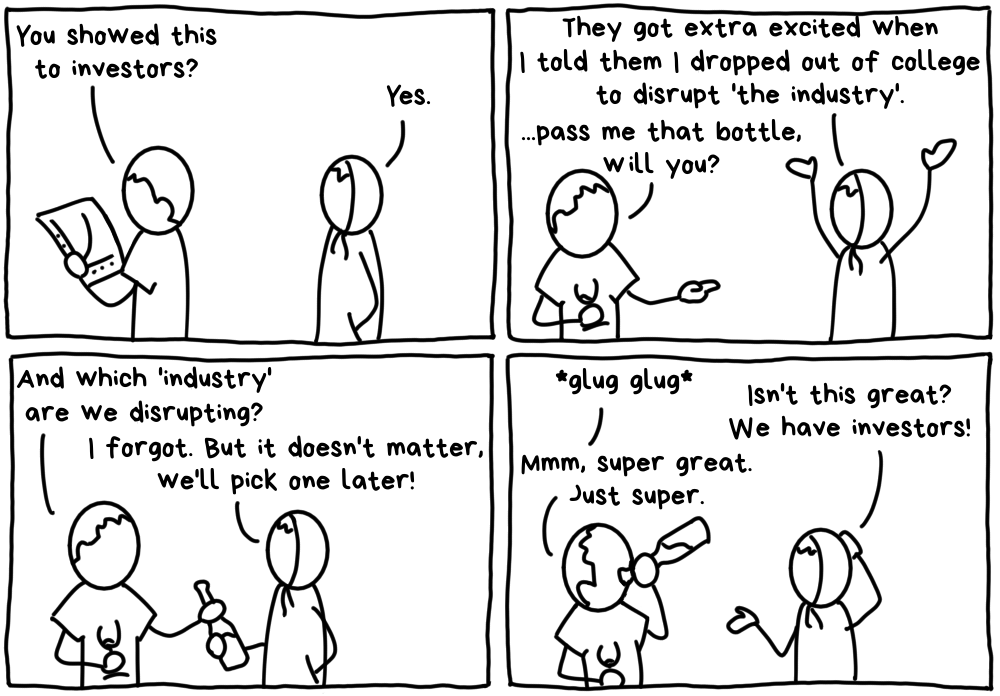 You showed this
to investors?
Yes.
They got extra excited when
I told them I dropped out of college
to disrupt 'the industry'.
...pass me that bottle,
will you?
And which 'industry'
are we disrupting?
I forgot. But it doesn't matter,
we'll pick one later!
*glug glug*
Isn't this great?
We have investors!
Mmm, super great.
Just super.